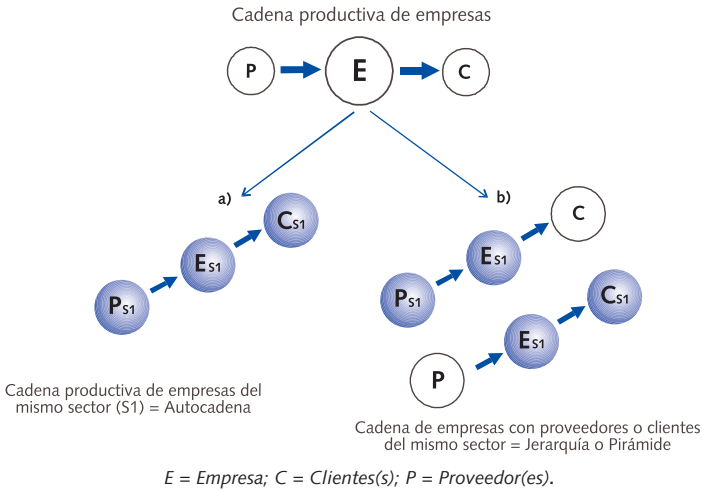 Cadena productiva de empresas
P
E
C
a)
b)
CS1
ES1
PS1
C
ES1
PS1
CS1
ES1
P
Cadena productiva de empresas del
mismo sector (S1) = Autocadena
Cadena de empresas con proveedores o clientes
del mismo sector = Jerarquía o Pirámide
E = Empresa; C = Clientes(s); P = Proveedor(es).